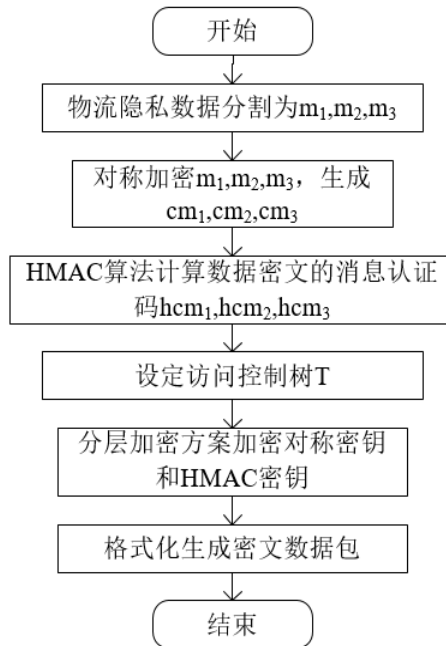 开始
物流隐私数据分割为m₁,m₂,m₃
对称加密m₁,m₂,m₃，生成
cm₁,cm₂,cm₃
HMAC算法计算数据密文的消息认证
码hcm₁,hcm₂,hcm₃
设定访问控制树T
分层加密方案加密对称密钥
和HMAC密钥
格式化生成密文数据包
结束